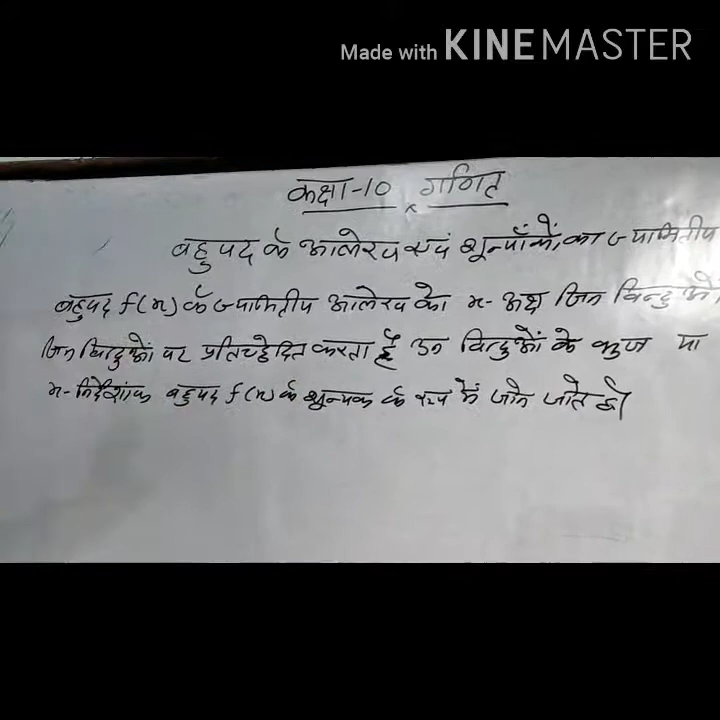 Made with KINEMASTER
कक्षा-10 गणित
बहुपद के आलेख एवं शून्यांकों, का ज्यामितीय
बहुपद f(x) के ज्यामितीय आलेख को x- अक्ष जिन बिन्दुओं
जिन बिन्दुओं पर प्रतिच्छेदित करता है उन बिन्दुओं के भुज या
x-निर्देशांक बहुपद f(x) के शून्यक के रूप में जाने जाते है।